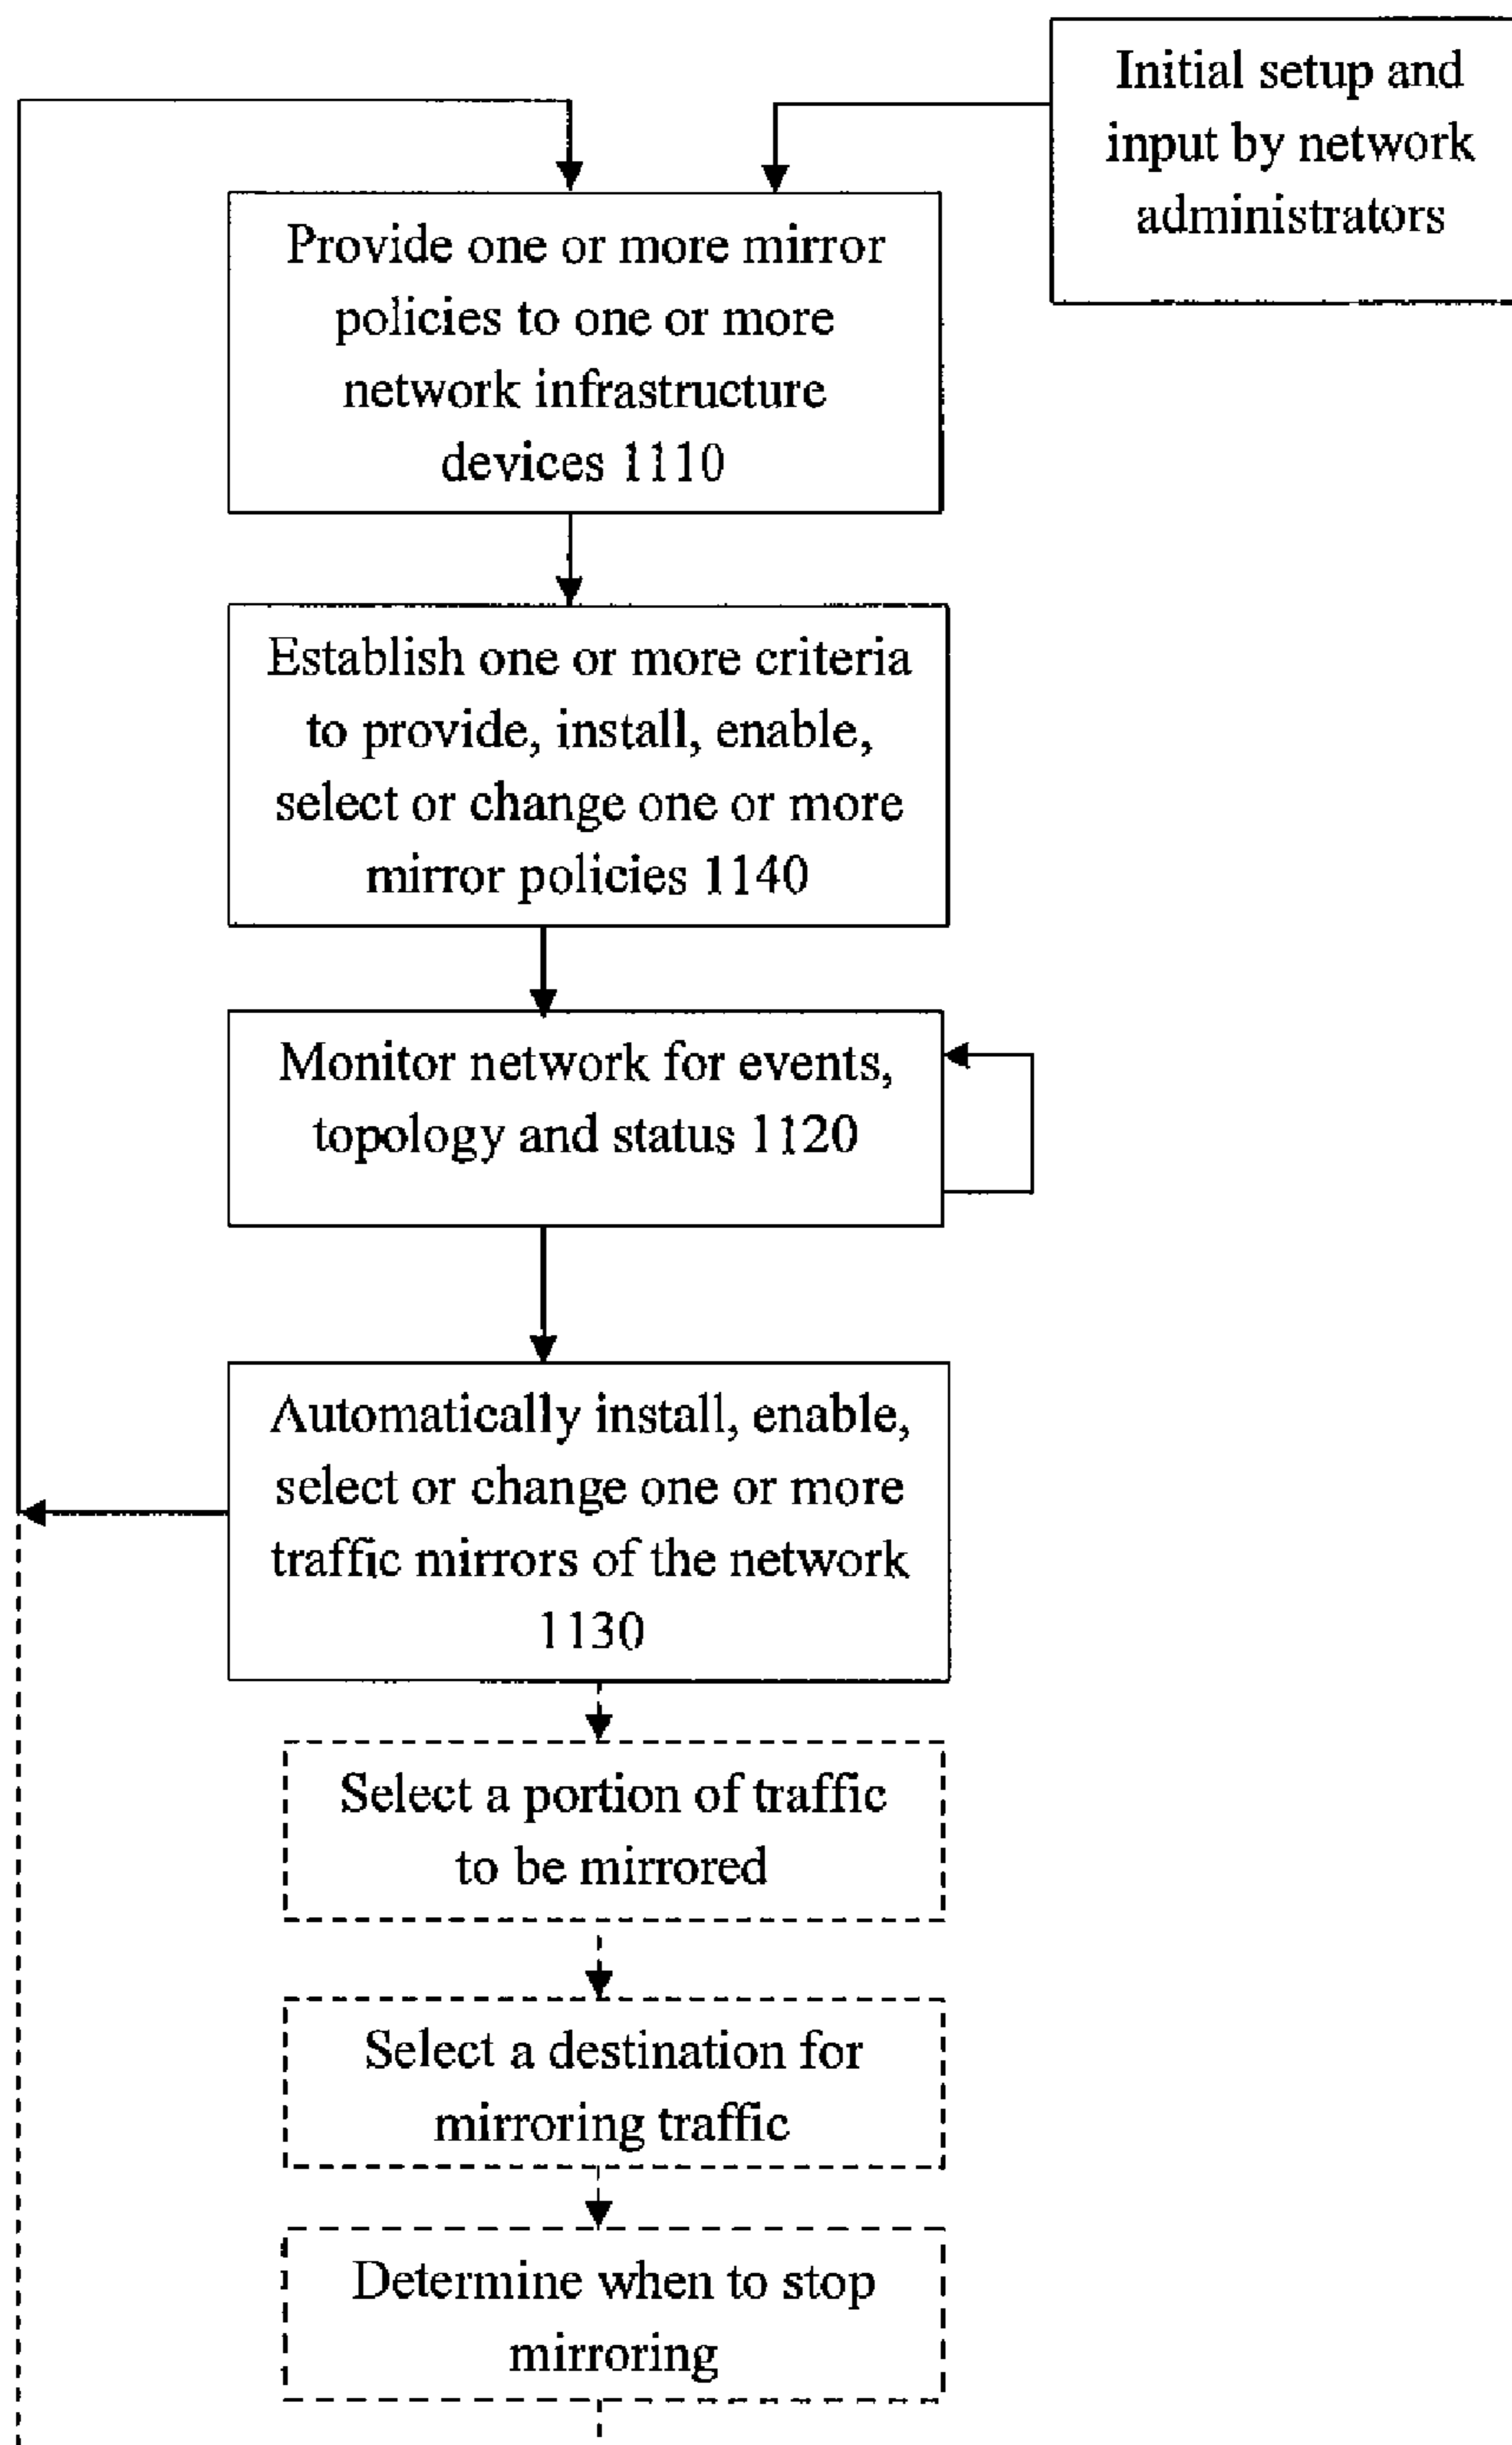 Initial setup and
input by network
administrators
Provide one or more mirror
policies to one or more
network infrastructure
devices 1110
Establish one or more criteria
to provide, install, enable,
select or change one or more
mirror policies 1140
Monitor network for events,
topology and status 1120
Automatically install, enable,
select or change one or more
traffic mirrors of the network
1130
Select a portion of traffic
to be mirrored
Select a destination for
mirroring traffic
Determine when to stop
mirroring